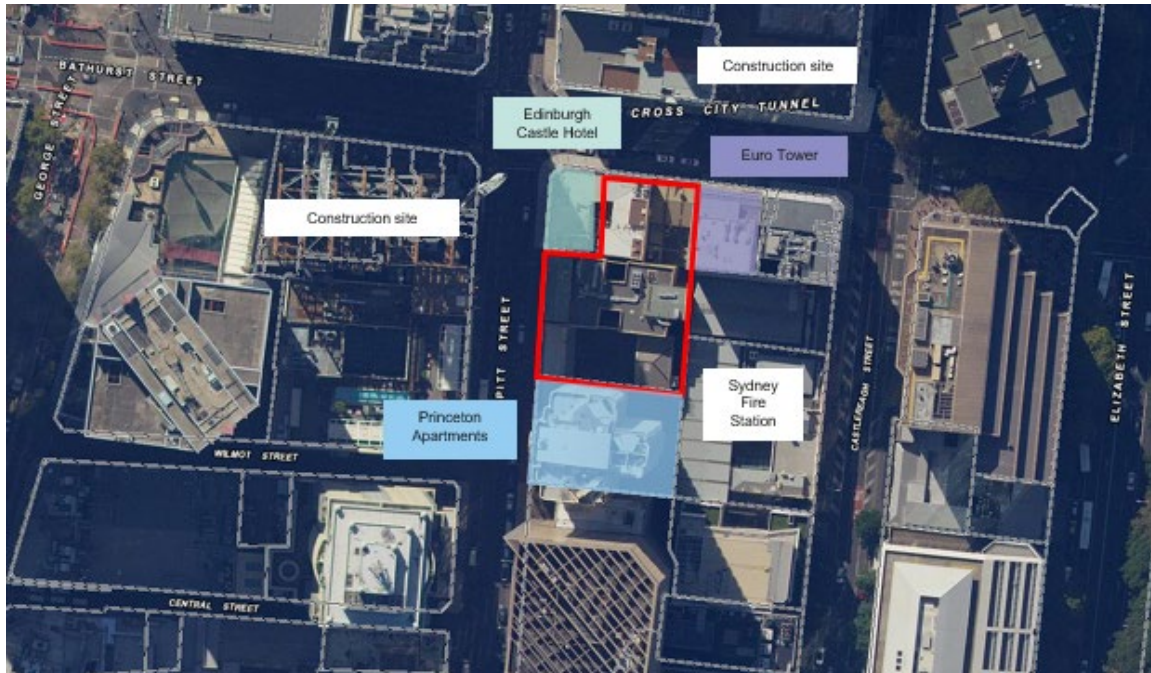 BATHURST STREET
Construction site
GEORGE STREET
Edinburgh
Castle Hotel
CROSS CITY TUNNEL
Euro Tower
Construction site
PITT STREET
ELIZABETH STREET
CASTLEREAGH STREET
Sydney
Fire
Station
Princeton
Apartments
WILMOT STREET
CENTRAL STREET